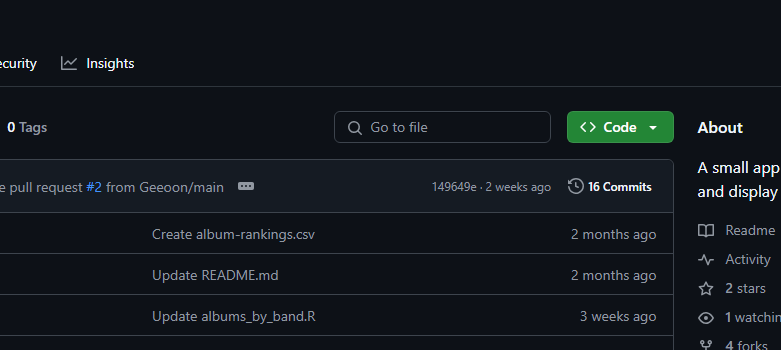 ecurity Insights
0 Tags Go to file Code About
A small app
and display
e pull request #2 from Geeoon/main 149649e · 2 weeks ago 16 Commits
Create album-rankings.csv 2 months ago
Update README.md 2 months ago
Update albums_by_band.R 3 weeks ago
Readme
Activity
2 stars
1 watchin
4 forks